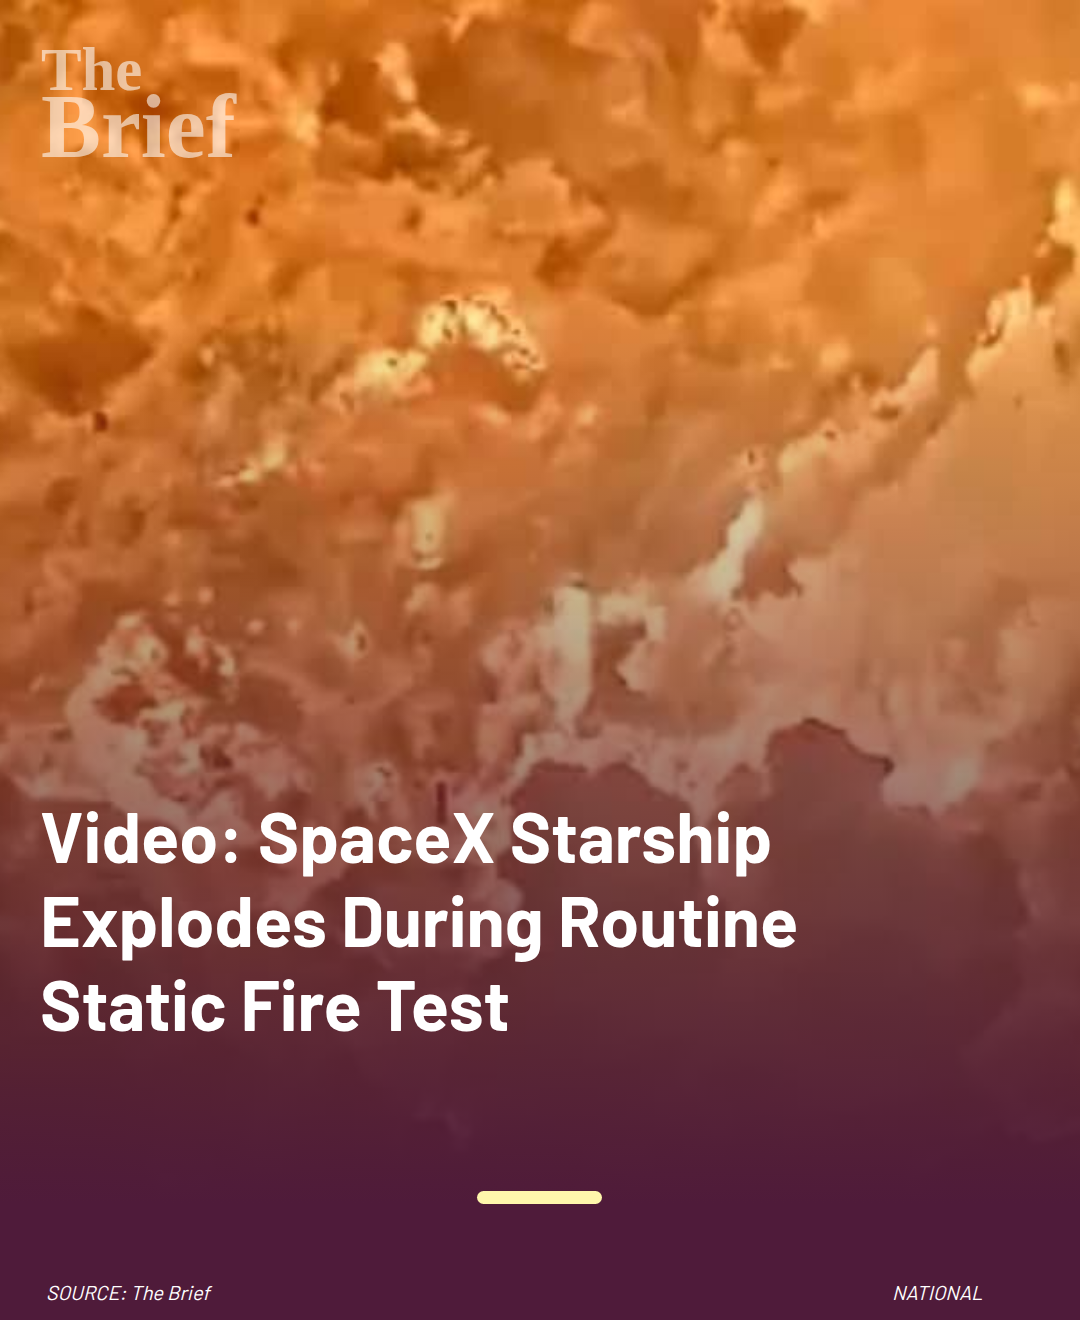 The
Brief
Video: SpaceX Starship
Explodes During Routine
Static Fire Test
SOURCE: The Brief
NATIONAL